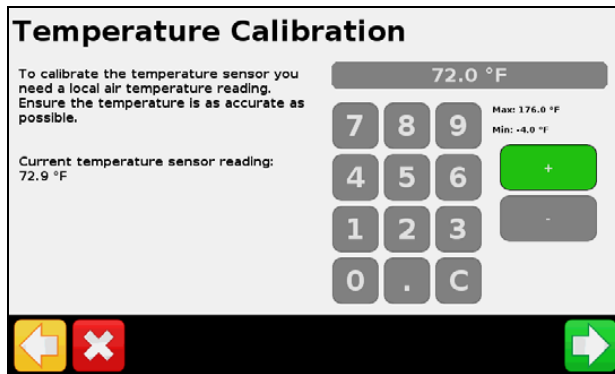 Temperature Calibration
To calibrate the temperature sensor you
need a local air temperature reading.
Ensure the temperature is as accurate as
possible.
Current temperature sensor reading:
72.9 °F
72.0 °F
7 8 9
4 5 6
1 2 3
0 . C
Max: 176.0 °F
Min: -4.0 °F
+
-